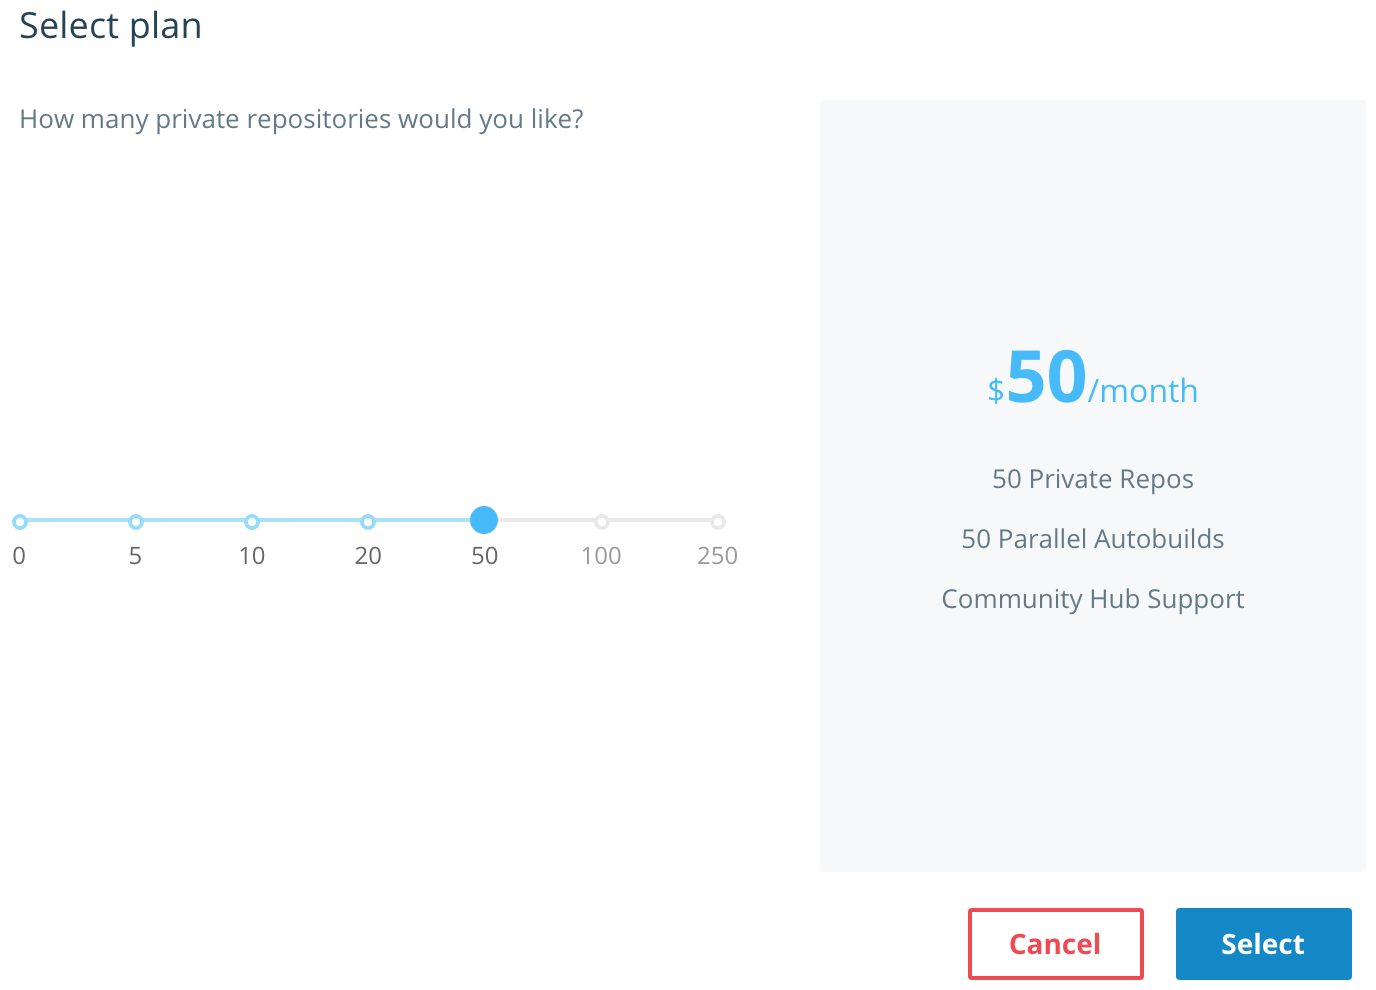 Select plan
How many private repositories would you like?
0 5 10 20 50 100 250
$50/month
50 Private Repos
50 Parallel Autobuilds
Community Hub Support
Cancel Select